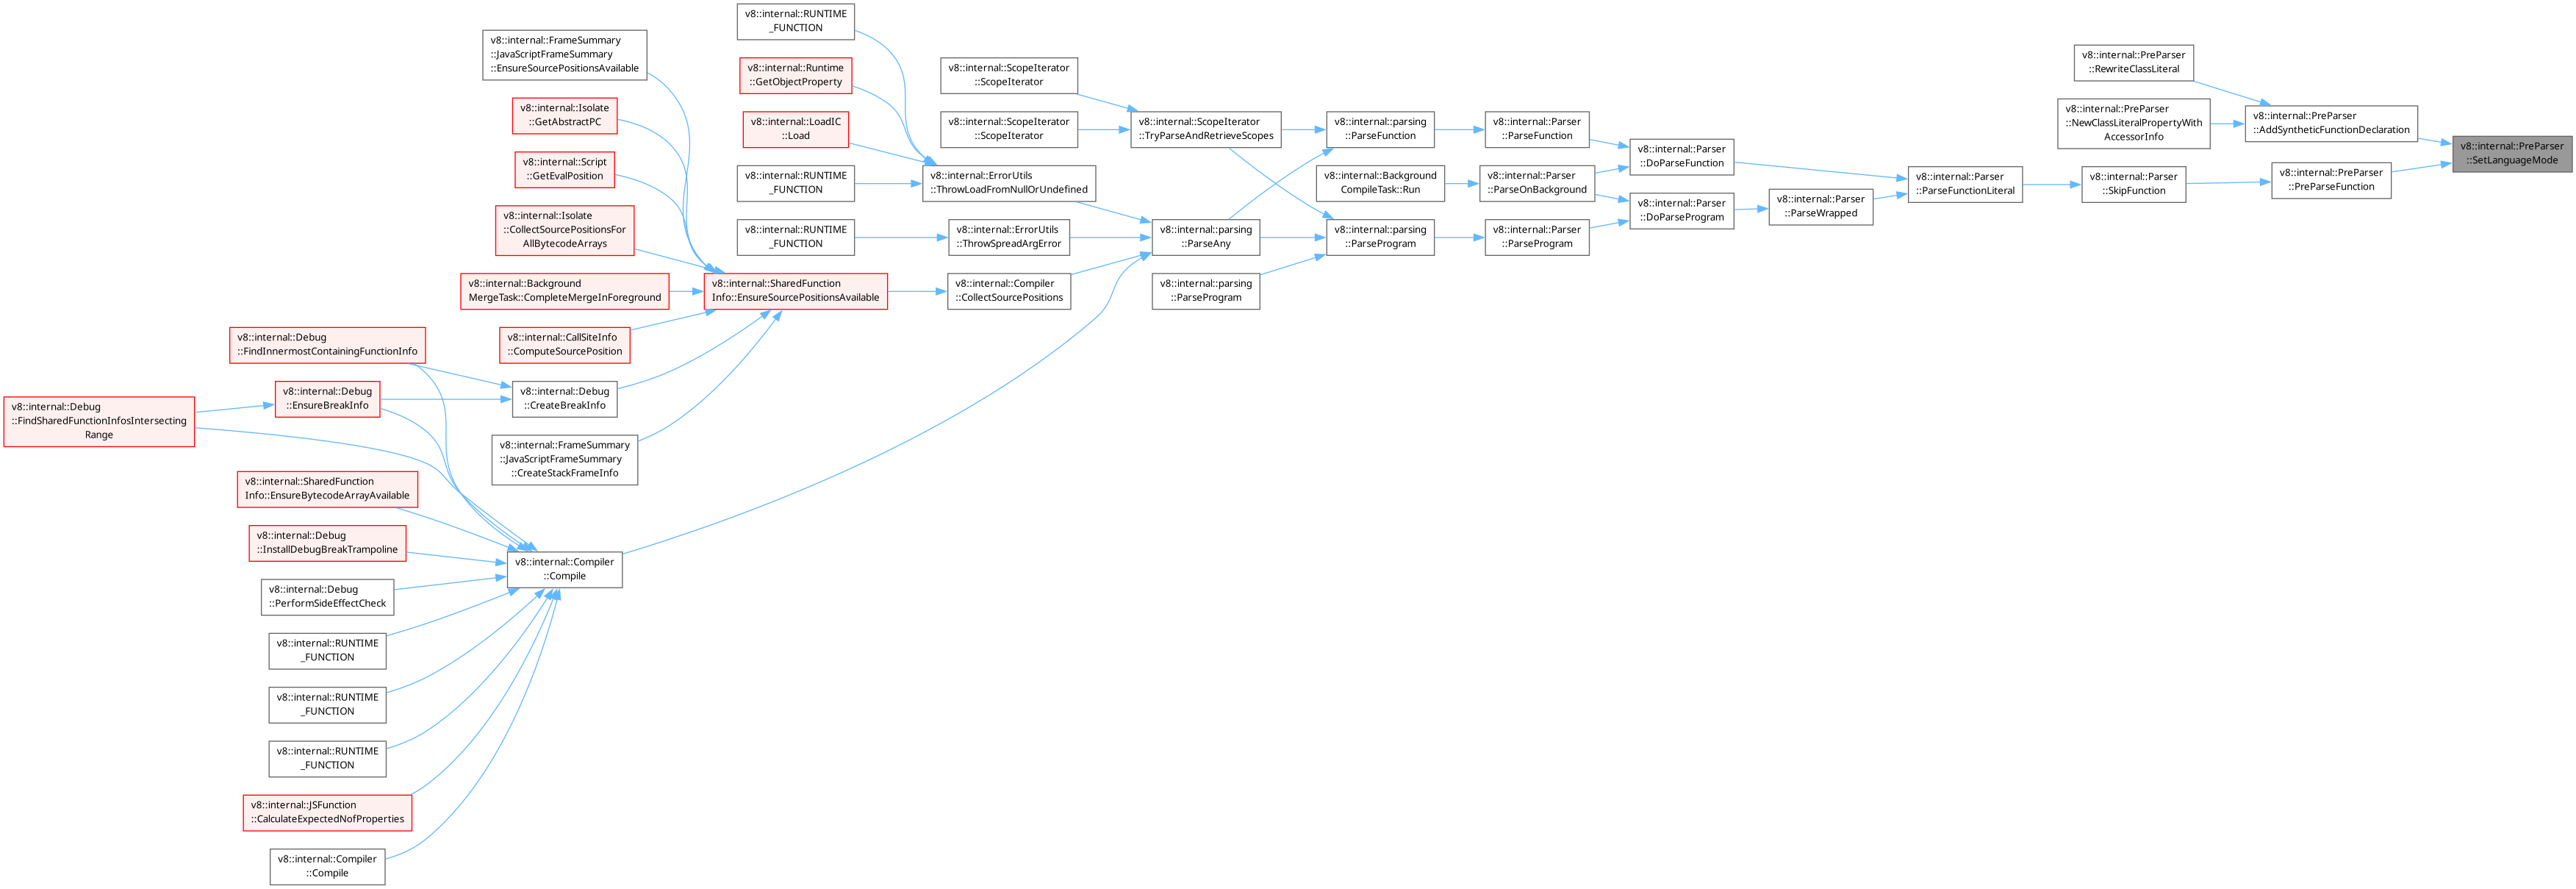 v8::internal::RUNTIME
_FUNCTION
v8::internal::FrameSummary
::JavaScriptFrameSummary
::EnsureSourcePositionsAvailable
v8::internal::Runtime
::GetObjectProperty
v8::internal::ScopeIterator
::ScopeIterator
v8::internal::PreParser
::RewriteClassLiteral
v8::internal::Isolate
::GetAbstractPC
v8::internal::LoadIC
::Load
v8::internal::ScopeIterator
::ScopeIterator
v8::internal::ScopeIterator
::TryParseAndRetrieveScopes
v8::internal::parsing
::ParseFunction
v8::internal::Parser
::ParseFunction
v8::internal::PreParser
::NewClassLiteralPropertyWith
AccessorInfo
v8::internal::PreParser
::AddSyntheticFunctionDeclaration
v8::internal::PreParser
::SetLanguageMode
v8::internal::Script
::GetEvalPosition
v8::internal::RUNTIME
_FUNCTION
v8::internal::ErrorUtils
::ThrowLoadFromNullOrUndefined
v8::internal::Background
CompileTask::Run
v8::internal::Parser
::ParseOnBackground
v8::internal::Parser
::DoParseFunction
v8::internal::Parser
::DoParseProgram
v8::internal::Parser
::ParseWrapped
v8::internal::Parser
::ParseFunctionLiteral
v8::internal::Parser
::SkipFunction
v8::internal::PreParser
::PreParseFunction
v8::internal::Isolate
::CollectSourcePositionsFor
AllBytecodeArrays
v8::internal::RUNTIME
_FUNCTION
v8::internal::ErrorUtils
::ThrowSpreadArgError
v8::internal::parsing
::ParseAny
v8::internal::parsing
::ParseProgram
v8::internal::Parser
::ParseProgram
v8::internal::Background
MergeTask::CompleteMergeInForeground
v8::internal::SharedFunction
Info::EnsureSourcePositionsAvailable
v8::internal::Compiler
::CollectSourcePositions
v8::internal::parsing
::ParseProgram
v8::internal::Debug
::FindInnermostContainingFunctionInfo
v8::internal::CallSiteInfo
::ComputeSourcePosition
v8::internal::Debug
::FindSharedFunctionInfosIntersecting
Range
v8::internal::Debug
::EnsureBreakInfo
v8::internal::Debug
::CreateBreakInfo
v8::internal::FrameSummary
::JavaScriptFrameSummary
::CreateStackFrameInfo
v8::internal::SharedFunction
Info::EnsureBytecodeArrayAvailable
v8::internal::Debug
::InstallDebugBreakTrampoline
v8::internal::Compiler
::Compile
v8::internal::Debug
::PerformSideEffectCheck
v8::internal::RUNTIME
_FUNCTION
v8::internal::RUNTIME
_FUNCTION
v8::internal::RUNTIME
_FUNCTION
v8::internal::JSFunction
::CalculateExpectedNofProperties
v8::internal::Compiler
::Compile